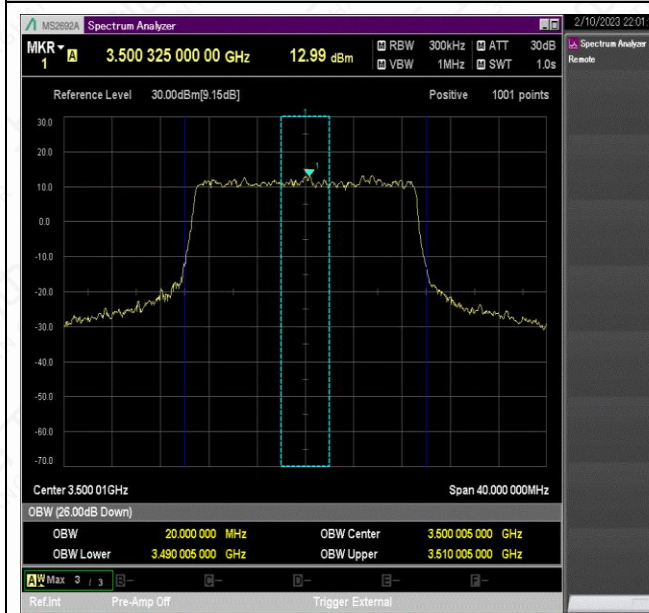 MS2692A Spectrum Analyzer
2/10/2023 22:01:
MKR 1 A 3.500 325 000 00 GHz 12.99 dBm
M RBW 300kHz M ATT 30dB
M VBW 1MHz M SWT 1.0s
Spectrum Analyzer
Remote
Reference Level 30.00dBm[9.15dB] Positive 1001 points
1
30.0
20.0
1
10.0
0.0
-10.0
-20.0
-30.0
-40.0
-50.0
-60.0
-70.0
Center 3.500 01GHz Span 40.000 000MHz
OBW (26.00dB Down)
OBW 20.000 000 MHz OBW Center 3.500 005 000 GHz
OBW Lower 3.490 005 000 GHz OBW Upper 3.510 005 000 GHz
A W Max 3 / 3 B- C- D- E- F-
Ref.Int Pre-Amp Off Trigger External